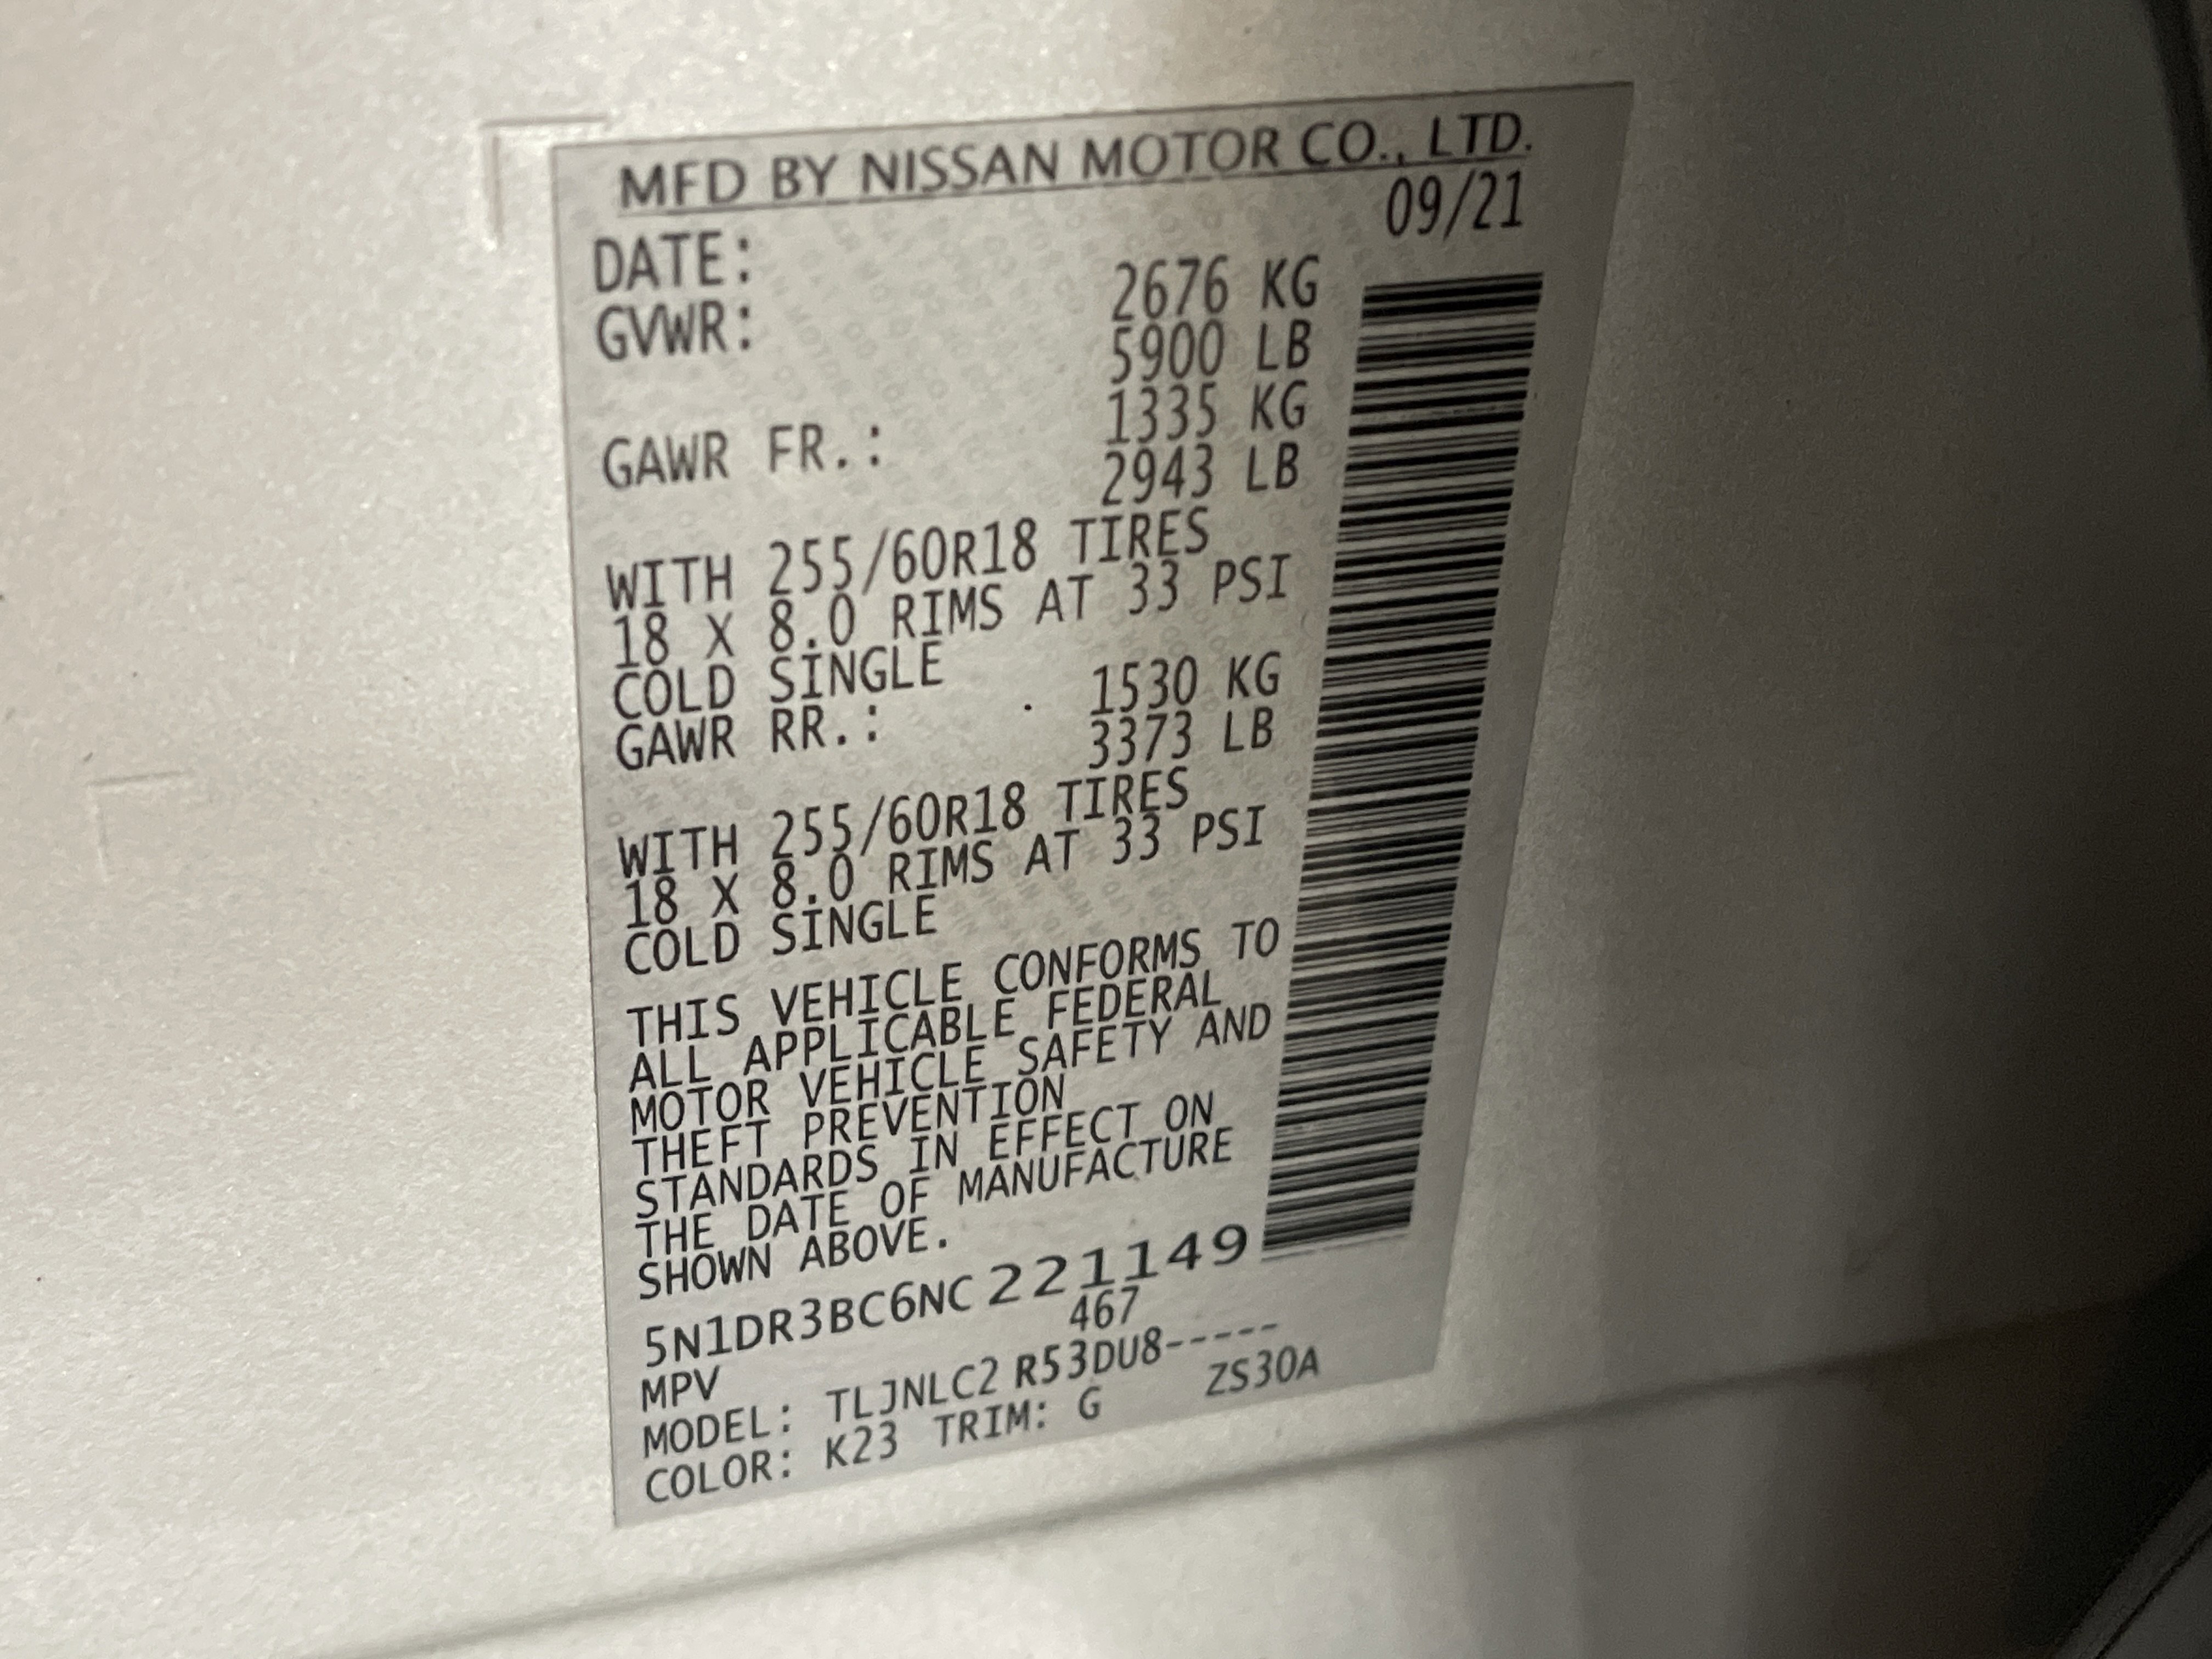 MFD BY NISSAN MOTOR CO., LTD.
DATE: 09/21
GVWR: 2676 KG
5900 LB
GAWR FR.: 1335 KG
2943 LB
WITH 255/60R18 TIRES
18 X 8.0 RIMS AT 33 PSI
COLD SINGLE
GAWR RR.: 1530 KG
3373 LB
WITH 255/60R18 TIRES
18 X 8.0 RIMS AT 33 PSI
COLD SINGLE
THIS VEHICLE CONFORMS TO
ALL APPLICABLE FEDERAL
MOTOR VEHICLE SAFETY AND
THEFT PREVENTION
STANDARDS IN EFFECT ON
THE DATE OF MANUFACTURE
SHOWN ABOVE.
5N1DR3BC6NC221149
MPV 467
MODEL: TLJNLC2 R53DU8-----
COLOR: K23 TRIM: G ZS30A